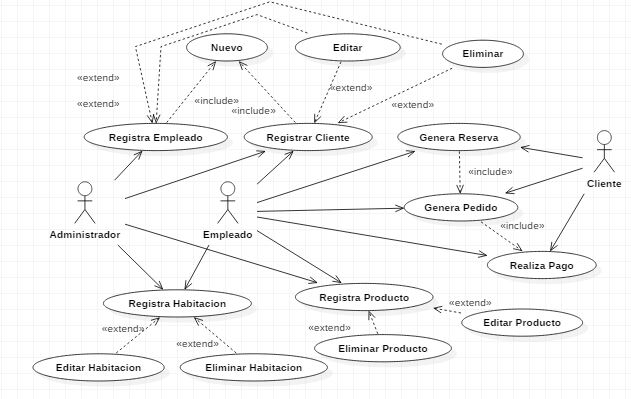 Nuevo
Editar
Eliminar
«extend»
«extend»
«extend»
«include»
«include»
«extend»
Registra Empleado
Registrar Cliente
Genera Reserva
«include»
Cliente
Genera Pedido
Administrador
Empleado
«include»
Realiza Pago
Registra Habitacion
Registra Producto
«extend»
«extend»
«extend»
Editar Producto
«extend»
Eliminar Producto
Editar Habitacion
Eliminar Habitacion